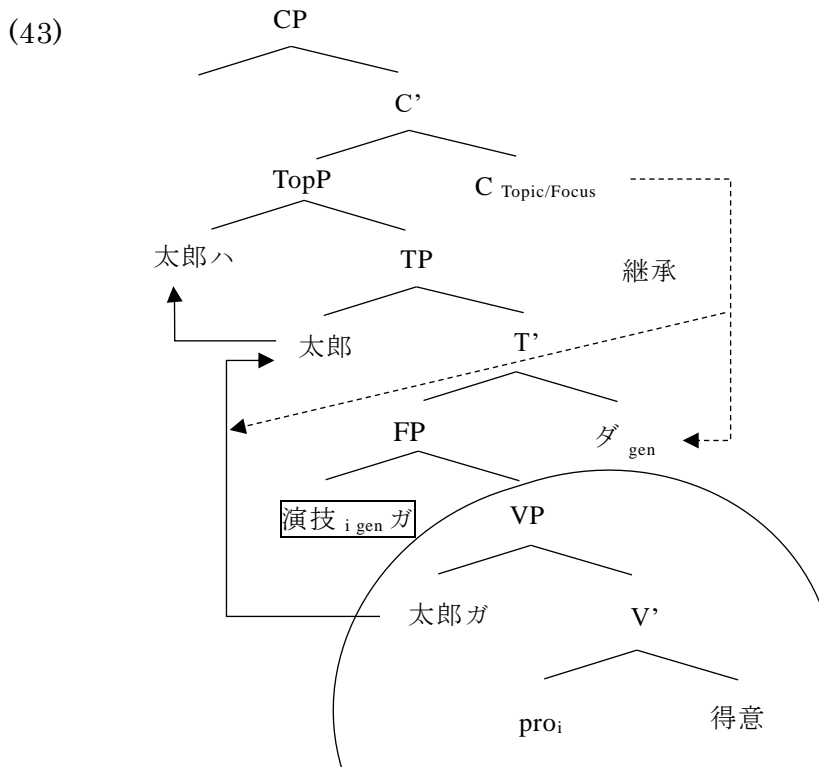 (43)
CP
C’
TopP
C Topic/Focus
太郎ハ
TP
継承
太郎
T’
FP
ダ gen
演技 i gen ガ
VP
太郎ガ
V’
proi
得意